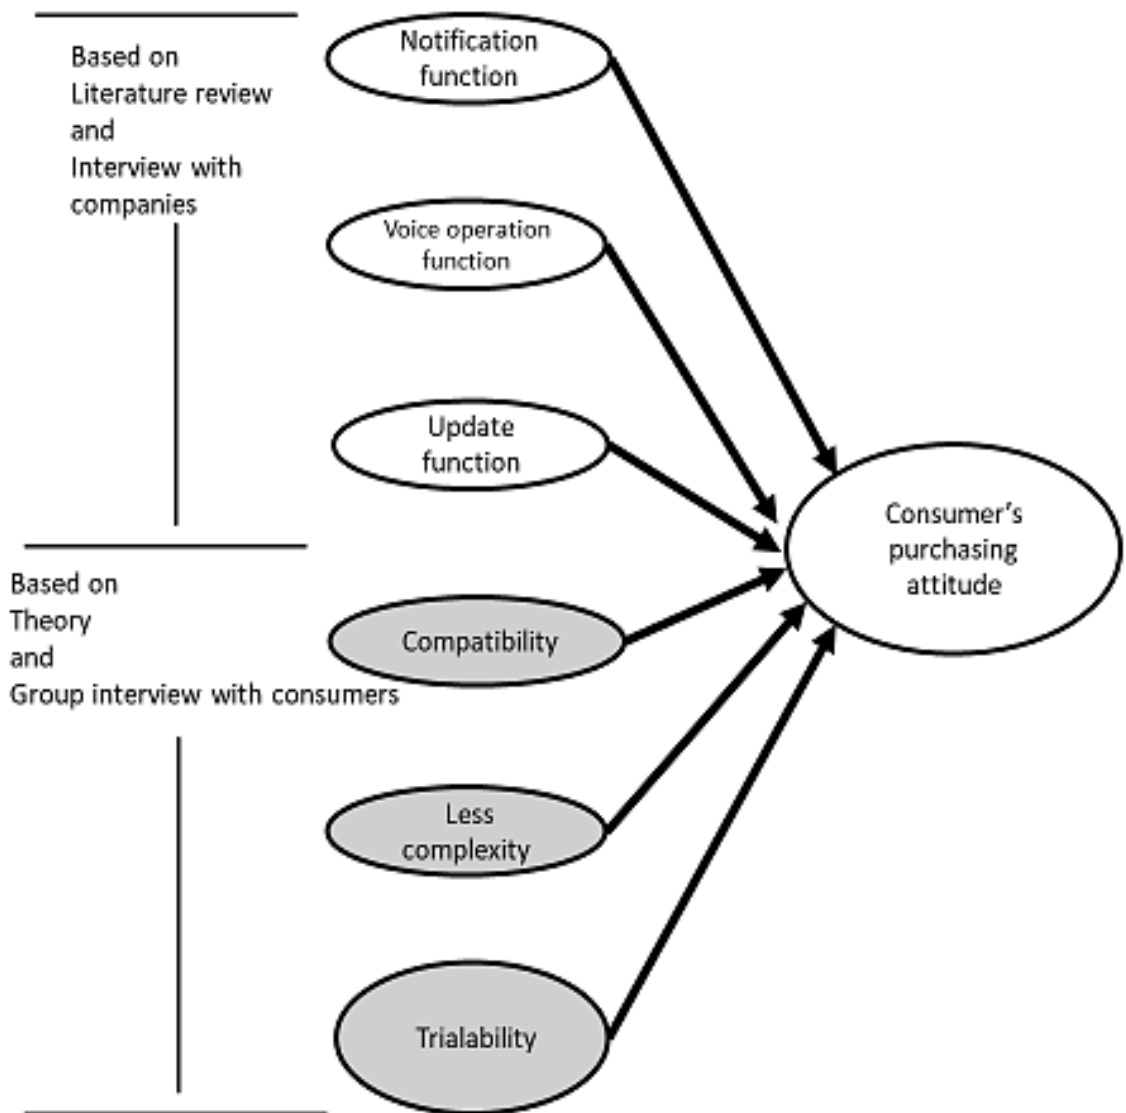 Based on
Literature review
and
Interview with
companies
Notification
function
Voice operation
function
Update
function
Consumer's
purchasing
attitude
Based on
Theory
and
Group interview with consumers
Compatibility
Less
complexity
Trialability